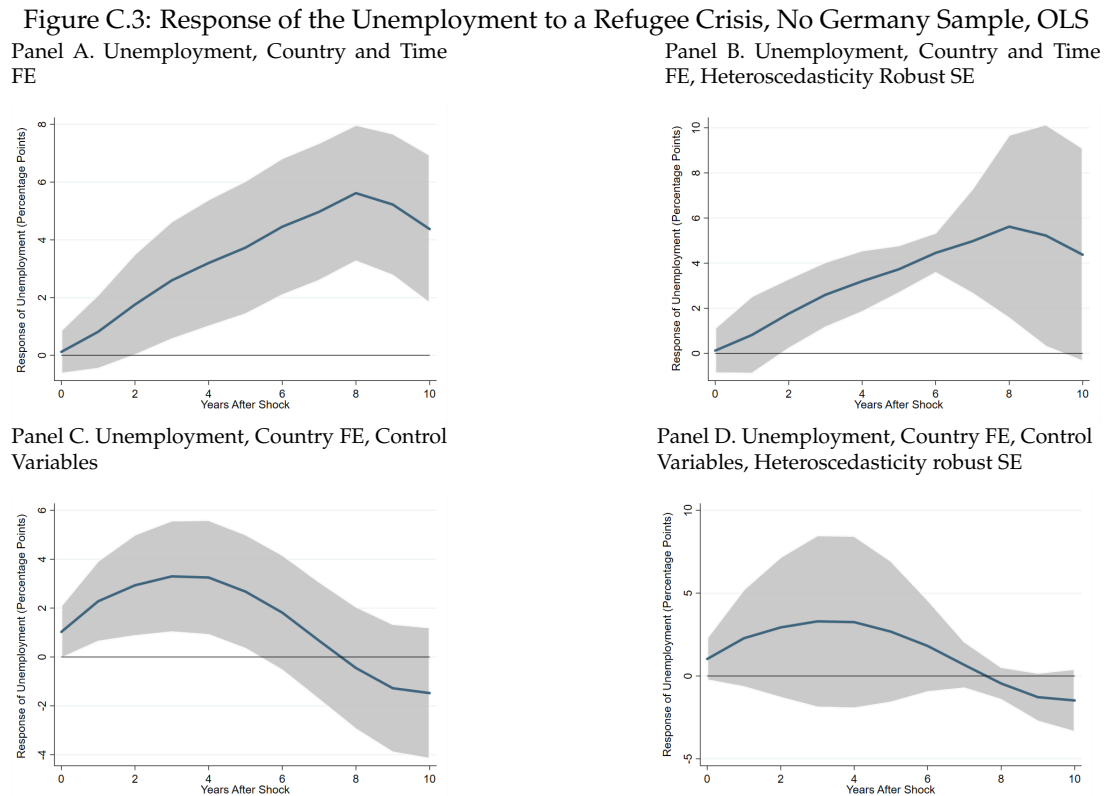 Figure C.3: Response of the Unemployment to a Refugee Crisis, No Germany Sample, OLS
Panel A. Unemployment, Country and Time
FE
Response of Unemployment (Percentage Points)
8
6
4
2
0
0 2 4 6 8 10
Years After Shock
Panel B. Unemployment, Country and Time
FE, Heteroscedasticity Robust SE
Response of Unemployment (Percentage Points)
10
8
6
4
2
0
0 2 4 6 8 10
Years After Shock
Panel C. Unemployment, Country FE, Control
Variables
Response of Unemployment (Percentage Points)
6
4
2
0
-2
-4
0 2 4 6 8 10
Years After Shock
Panel D. Unemployment, Country FE, Control
Variables, Heteroscedasticity robust SE
Response of Unemployment (Percentage Points)
10
5
0
-5
0 2 4 6 8 10
Years After Shock